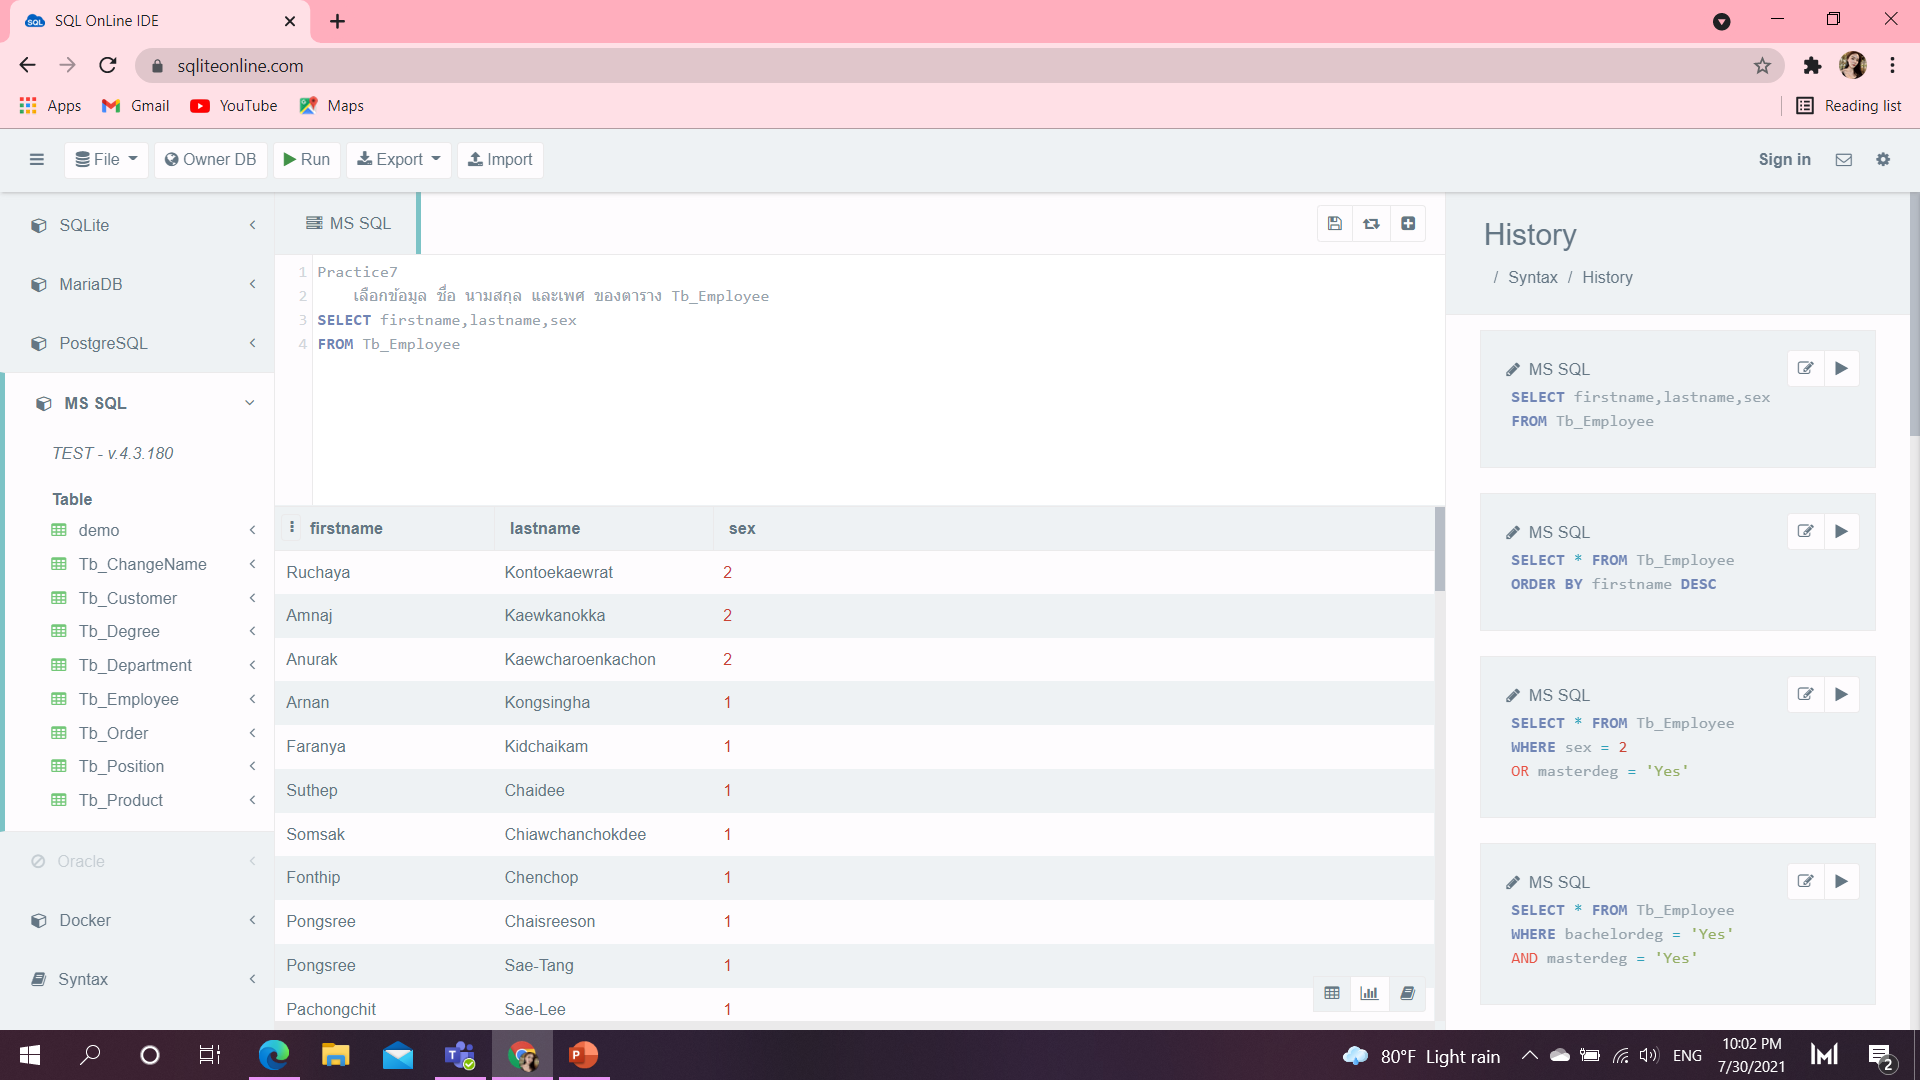 SQL OnLine IDE
sqliteonline.com
Apps Gmail YouTube Maps Reading list
File Owner DB Run Export Import Sign in
SQLite
MariaDB
PostgreSQL
MS SQL
TEST - v.4.3.180
Table
demo
Tb_ChangeName
Tb_Customer
Tb_Degree
Tb_Department
Tb_Employee
Tb_Order
Tb_Position
Tb_Product
Oracle
Docker
Syntax
MS SQL
1 Practice7
2 เลือกข้อมูล ชื่อ นามสกุล และเพศ ของตาราง Tb_Employee
3 SELECT firstname,lastname,sex
4 FROM Tb_Employee
firstname lastname sex
Ruchaya Kontoekaewrat 2
Amnaj Kaewkanokka 2
Anurak Kaewcharoenkachon 2
Arnan Kongsingha 1
Faranya Kidchaikam 1
Suthep Chaidee 1
Somsak Chiawchanchokdee 1
Fonthip Chenchop 1
Pongsree Chaisreeson 1
Pongsree Sae-Tang 1
Pachongchit Sae-Lee 1
History
/ Syntax / History
MS SQL
SELECT firstname,lastname,sex
FROM Tb_Employee
MS SQL
SELECT * FROM Tb_Employee
ORDER BY firstname DESC
MS SQL
SELECT * FROM Tb_Employee
WHERE sex = 2
OR masterdeg = 'Yes'
MS SQL
SELECT * FROM Tb_Employee
WHERE bachelordeg = 'Yes'
AND masterdeg = 'Yes'
80°F Light rain ENG
10:02 PM
7/30/2021
2